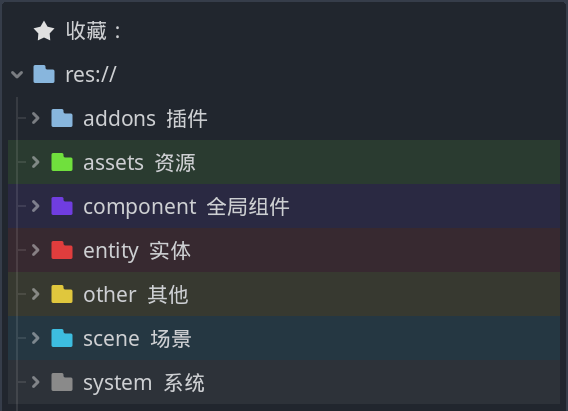 收藏：
res://
addons 插件
assets 资源
component 全局组件
entity 实体
other 其他
scene 场景
system 系统